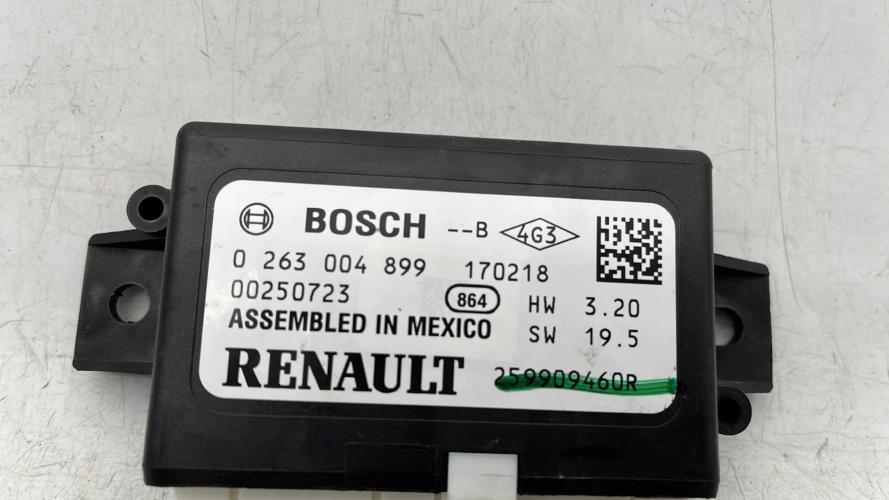 BOSCH --B 4G3
0 263 004 899 170218
00250723 864 HW 3.20
ASSEMBLED IN MEXICO SW 19.5
RENAULT 259909460R